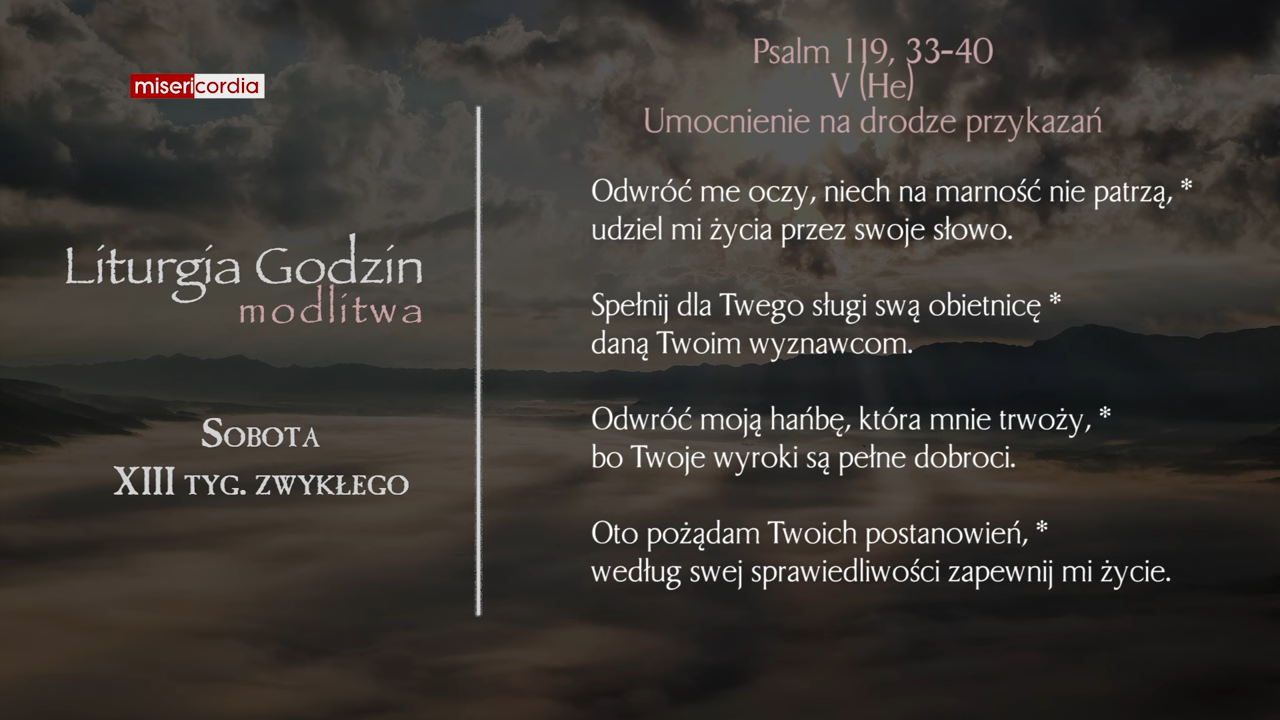 misericordia
Liturgia Godzin
modlitwa
Sobota
XIII tyg. zwykłego
Psalm 119, 33-40
V (He)
Umocnienie na drodze przykazań
Odwróć me oczy, niech na marność nie patrzą, *
udziel mi życia przez swoje słowo.
Spełnij dla Twego sługi swą obietnicę *
daną Twoim wyznawcom.
Odwróć moją hańbę, która mnie trwoży, *
bo Twoje wyroki są pełne dobroci.
Oto pożądam Twoich postanowień, *
według swej sprawiedliwości zapewnij mi życie.